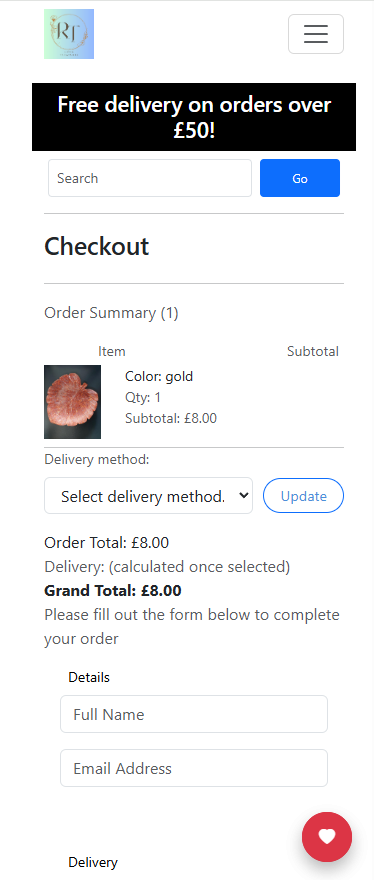 RT
Free delivery on orders over
£50!
Search
Go
Checkout
Order Summary (1)
Item Subtotal
Color: gold
Qty: 1
Subtotal: £8.00
Delivery method:
Select delivery method.
Update
Order Total: £8.00
Delivery: (calculated once selected)
Grand Total: £8.00
Please fill out the form below to complete
your order
Details
Full Name
Email Address
Delivery